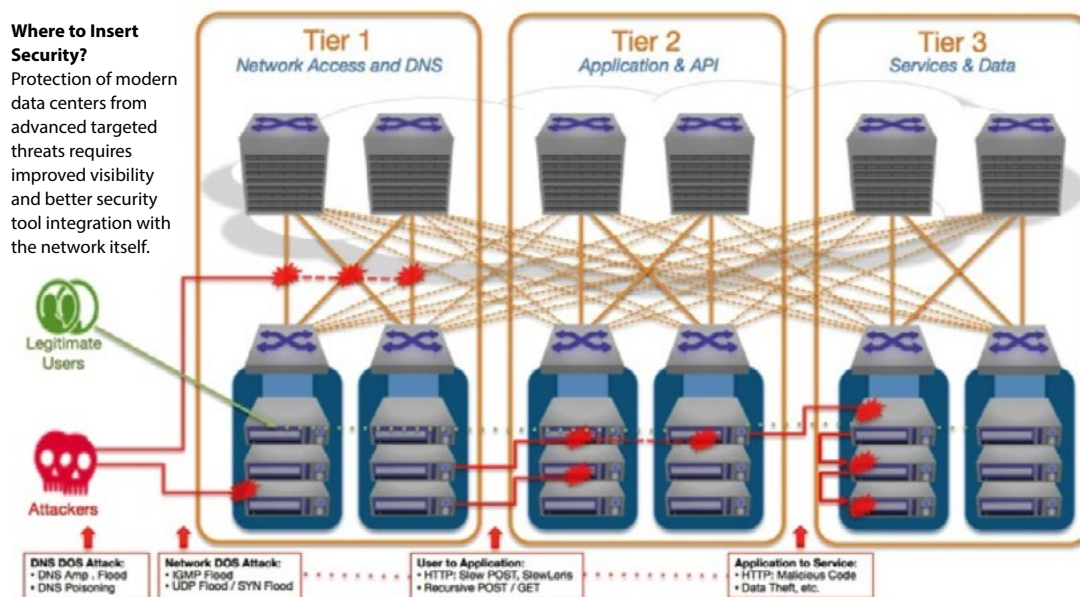 Where to Insert
Security?
Protection of modern
data centers from
advanced targeted
threats requires
improved visibility
and better security
tool integration with
the network itself.
Tier 1
Network Access and DNS
Tier 2
Application & API
Tier 3
Services & Data
Legitimate
Users
Attackers
DNS DOS Attack:
• DNS Amp , Flood
• DNS Poisoning
Network DOS Attack:
• IGMP Flood
• UDP Flood / SYN Flood
User to Application:
• HTTP: Slow POST, SlowLoris
• Recursive POST / GET
Application to Service:
• HTTP: Malicious Code
• Data Theft, etc.